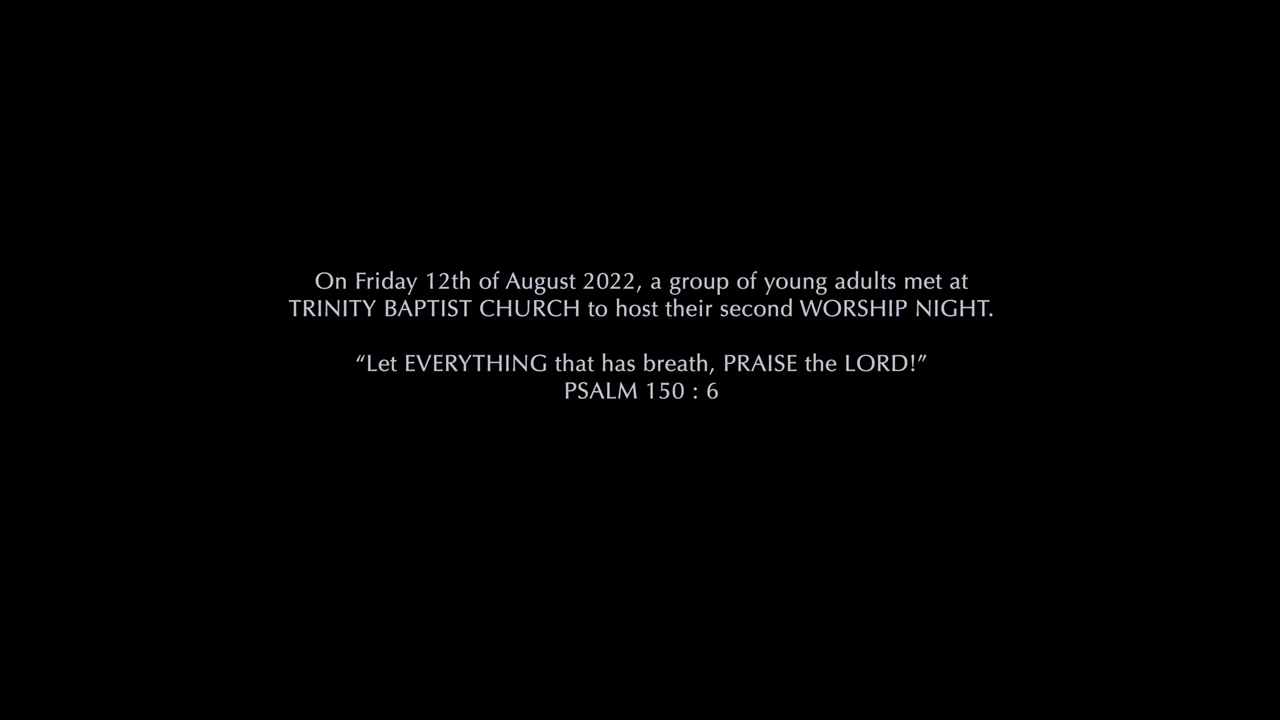 On Friday 12th of August 2022, a group of young adults met at
TRINITY BAPTIST CHURCH to host their second WORSHIP NIGHT.
“Let EVERYTHING that has breath, PRAISE the LORD!”
PSALM 150 : 6